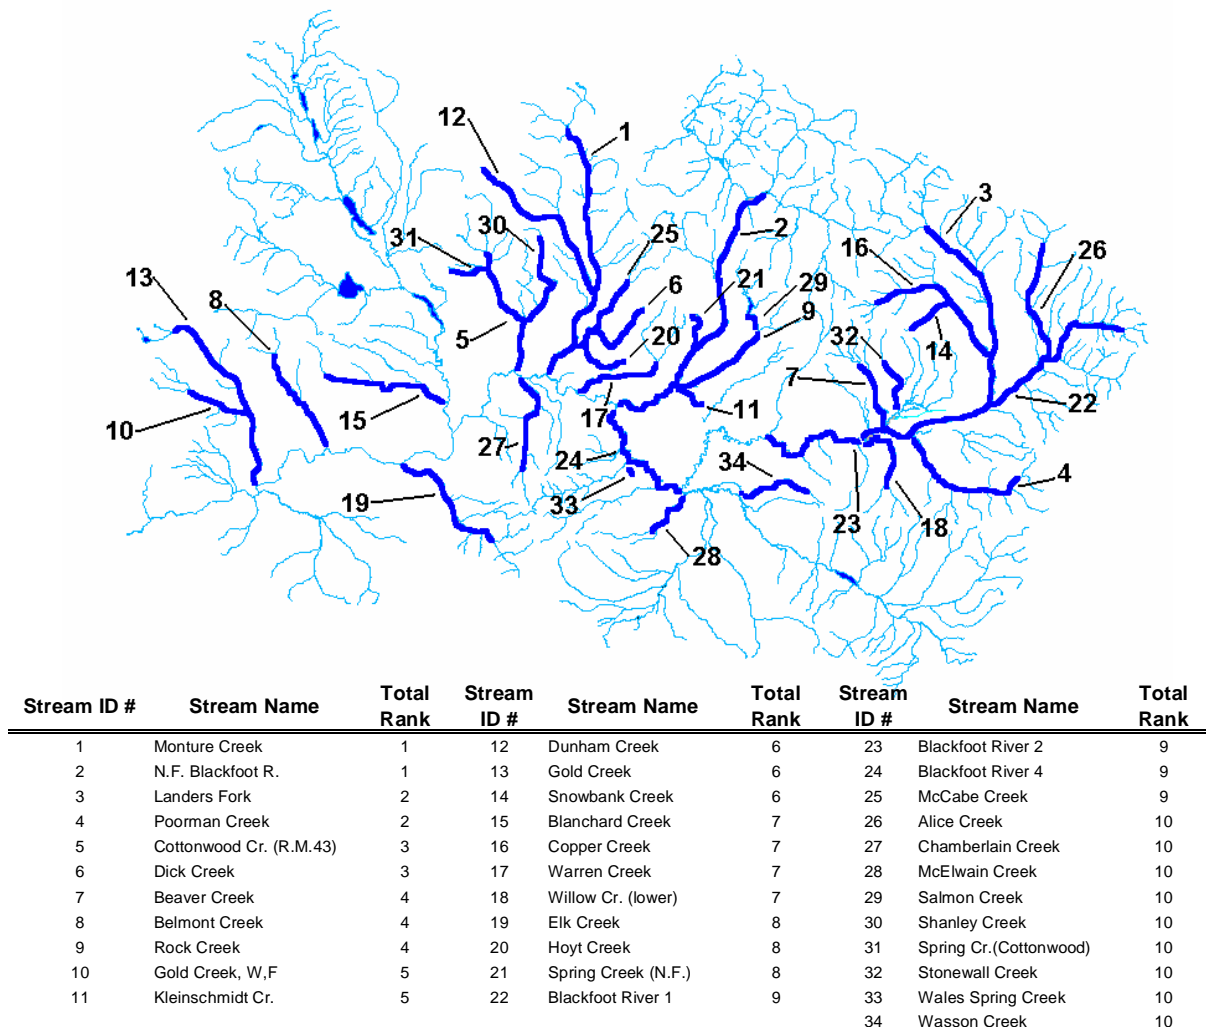 12
1
3
2
30
25
16
26
31
13
6
21
29
8
9
5
20
32
14
7
22
17
11
10
15
27
24
34
4
33
19
23
18
28
Stream ID # Stream Name Total Rank Stream ID # Stream Name Total Rank Stream ID # Stream Name Total Rank
1 Monture Creek 1 12 Dunham Creek 6 23 Blackfoot River 2 9
2 N.F. Blackfoot R. 1 13 Gold Creek 6 24 Blackfoot River 4 9
3 Landers Fork 2 14 Snowbank Creek 6 25 McCabe Creek 9
4 Poorman Creek 2 15 Blanchard Creek 7 26 Alice Creek 10
5 Cottonwood Cr. (R.M.43) 3 16 Copper Creek 7 27 Chamberlain Creek 10
6 Dick Creek 3 17 Warren Creek 7 28 McElwain Creek 10
7 Beaver Creek 4 18 Willow Cr. (lower) 7 29 Salmon Creek 10
8 Belmont Creek 4 19 Elk Creek 8 30 Shanley Creek 10
9 Rock Creek 4 20 Hoyt Creek 8 31 Spring Cr.(Cottonwood) 10
10 Gold Creek, W,F 5 21 Spring Creek (N.F.) 8 32 Stonewall Creek 10
11 Kleinschmidt Cr. 5 22 Blackfoot River 1 9 33 Wales Spring Creek 10
34 Wasson Creek 10